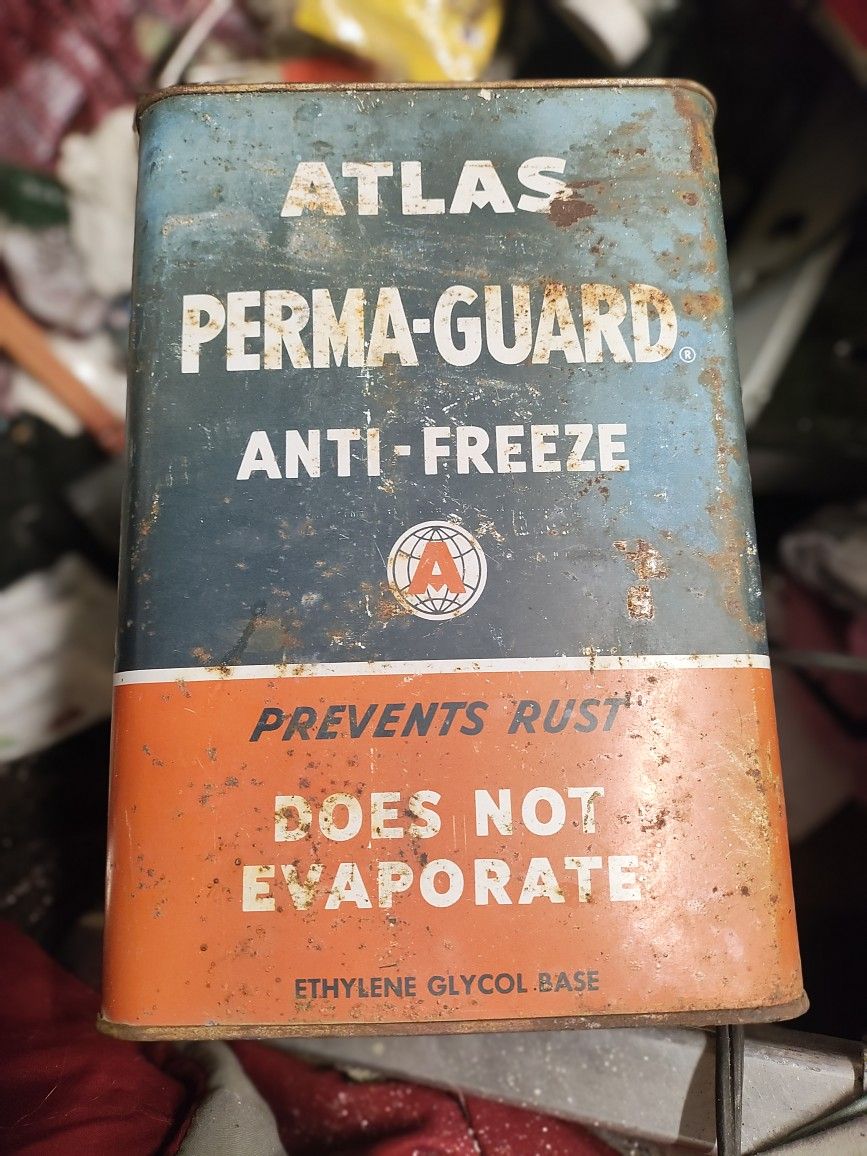 ATLAS
PERMA-GUARD®
ANTI-FREEZE
A
PREVENTS RUST
DOES NOT
EVAPORATE
ETHYLENE GLYCOL BASE